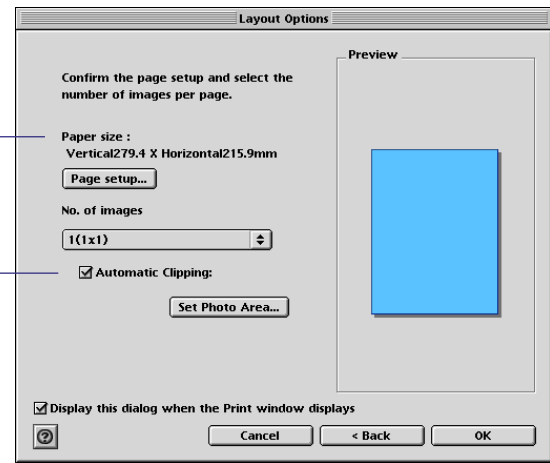 Layout Options
Confirm the page setup and select the
number of images per page.
Paper size :
Vertical279.4 X Horizontal215.9mm
Page setup...
No. of images
1(1x1)
Automatic Clipping:
Set Photo Area...
Preview
Display this dialog when the Print window displays
?
Cancel
< Back
OK